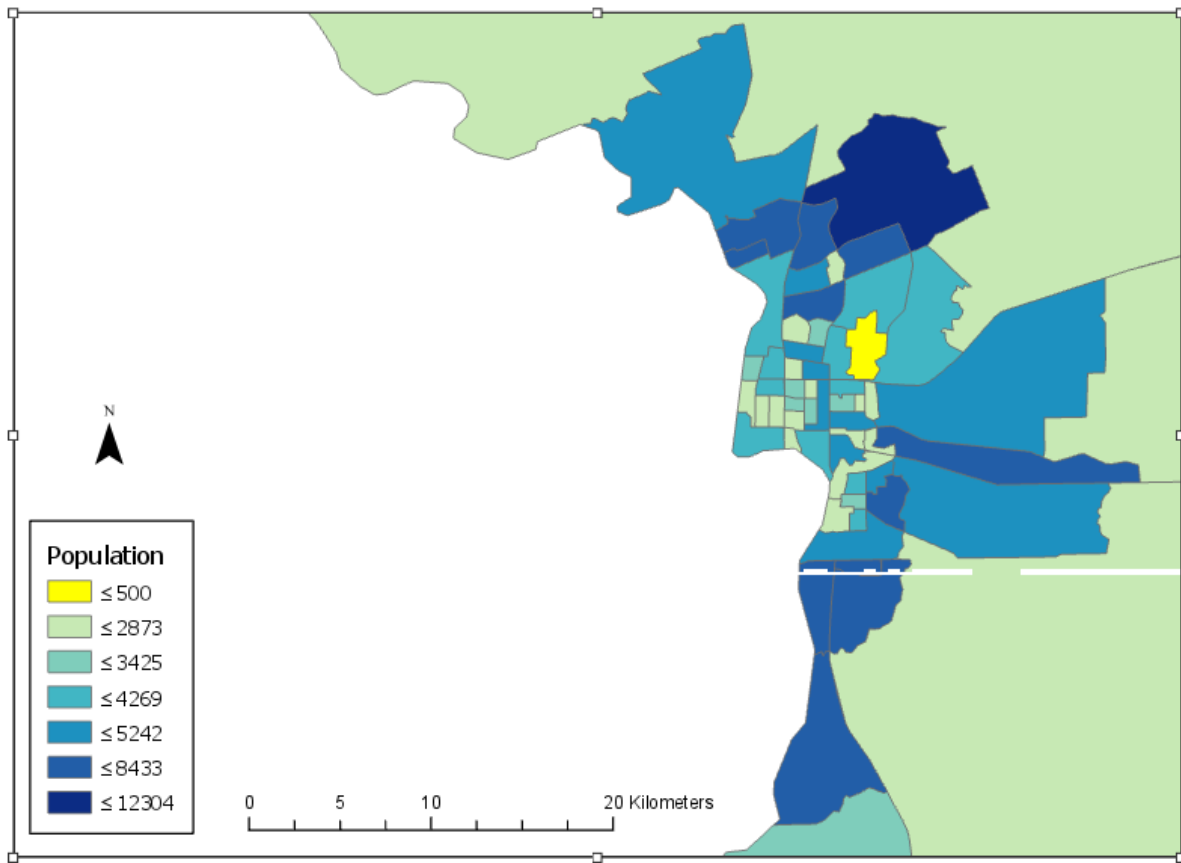 N
Population
≤ 500
≤ 2873
≤ 3425
≤ 4269
≤ 5242
≤ 8433
≤ 12304
0 5 10 20 Kilometers